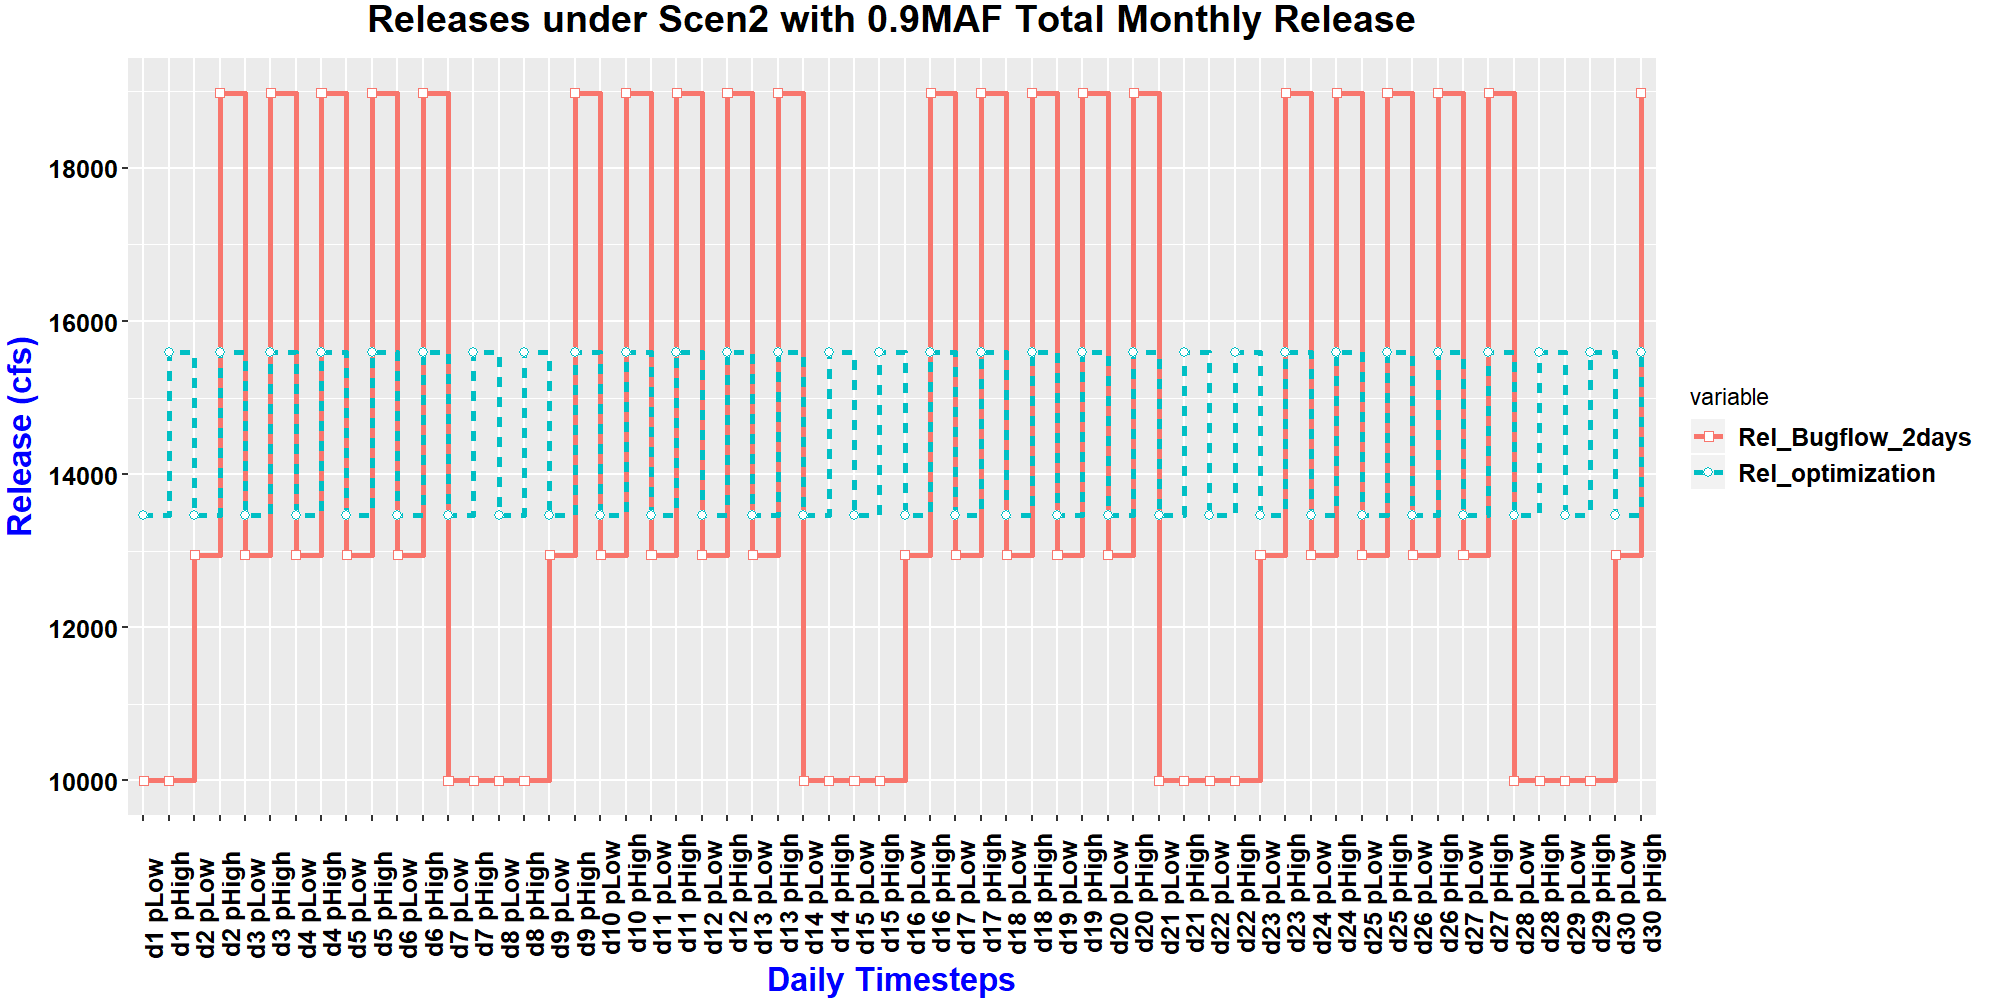 Releases under Scen2 with 0.9MAF Total Monthly Release
Release (cfs)
18000
16000
14000
12000
10000
d1 pLow
d1 pHigh
d2 pLow
d2 pHigh
d3 pLow
d3 pHigh
d4 pLow
d4 pHigh
d5 pLow
d5 pHigh
d6 pLow
d6 pHigh
d7 pLow
d7 pHigh
d8 pLow
d8 pHigh
d9 pLow
d9 pHigh
d10 pLow
d10 pHigh
d11 pLow
d11 pHigh
d12 pLow
d12 pHigh
d13 pLow
d13 pHigh
d14 pLow
d14 pHigh
d15 pLow
d15 pHigh
d16 pLow
d16 pHigh
d17 pLow
d17 pHigh
d18 pLow
d18 pHigh
d19 pLow
d19 pHigh
d20 pLow
d20 pHigh
d21 pLow
d21 pHigh
d22 pLow
d22 pHigh
d23 pLow
d23 pHigh
d24 pLow
d24 pHigh
d25 pLow
d25 pHigh
d26 pLow
d26 pHigh
d27 pLow
d27 pHigh
d28 pLow
d28 pHigh
d29 pLow
d29 pHigh
d30 pLow
d30 pHigh
Daily Timesteps
variable
Rel_Bugflow_2days
Rel_optimization